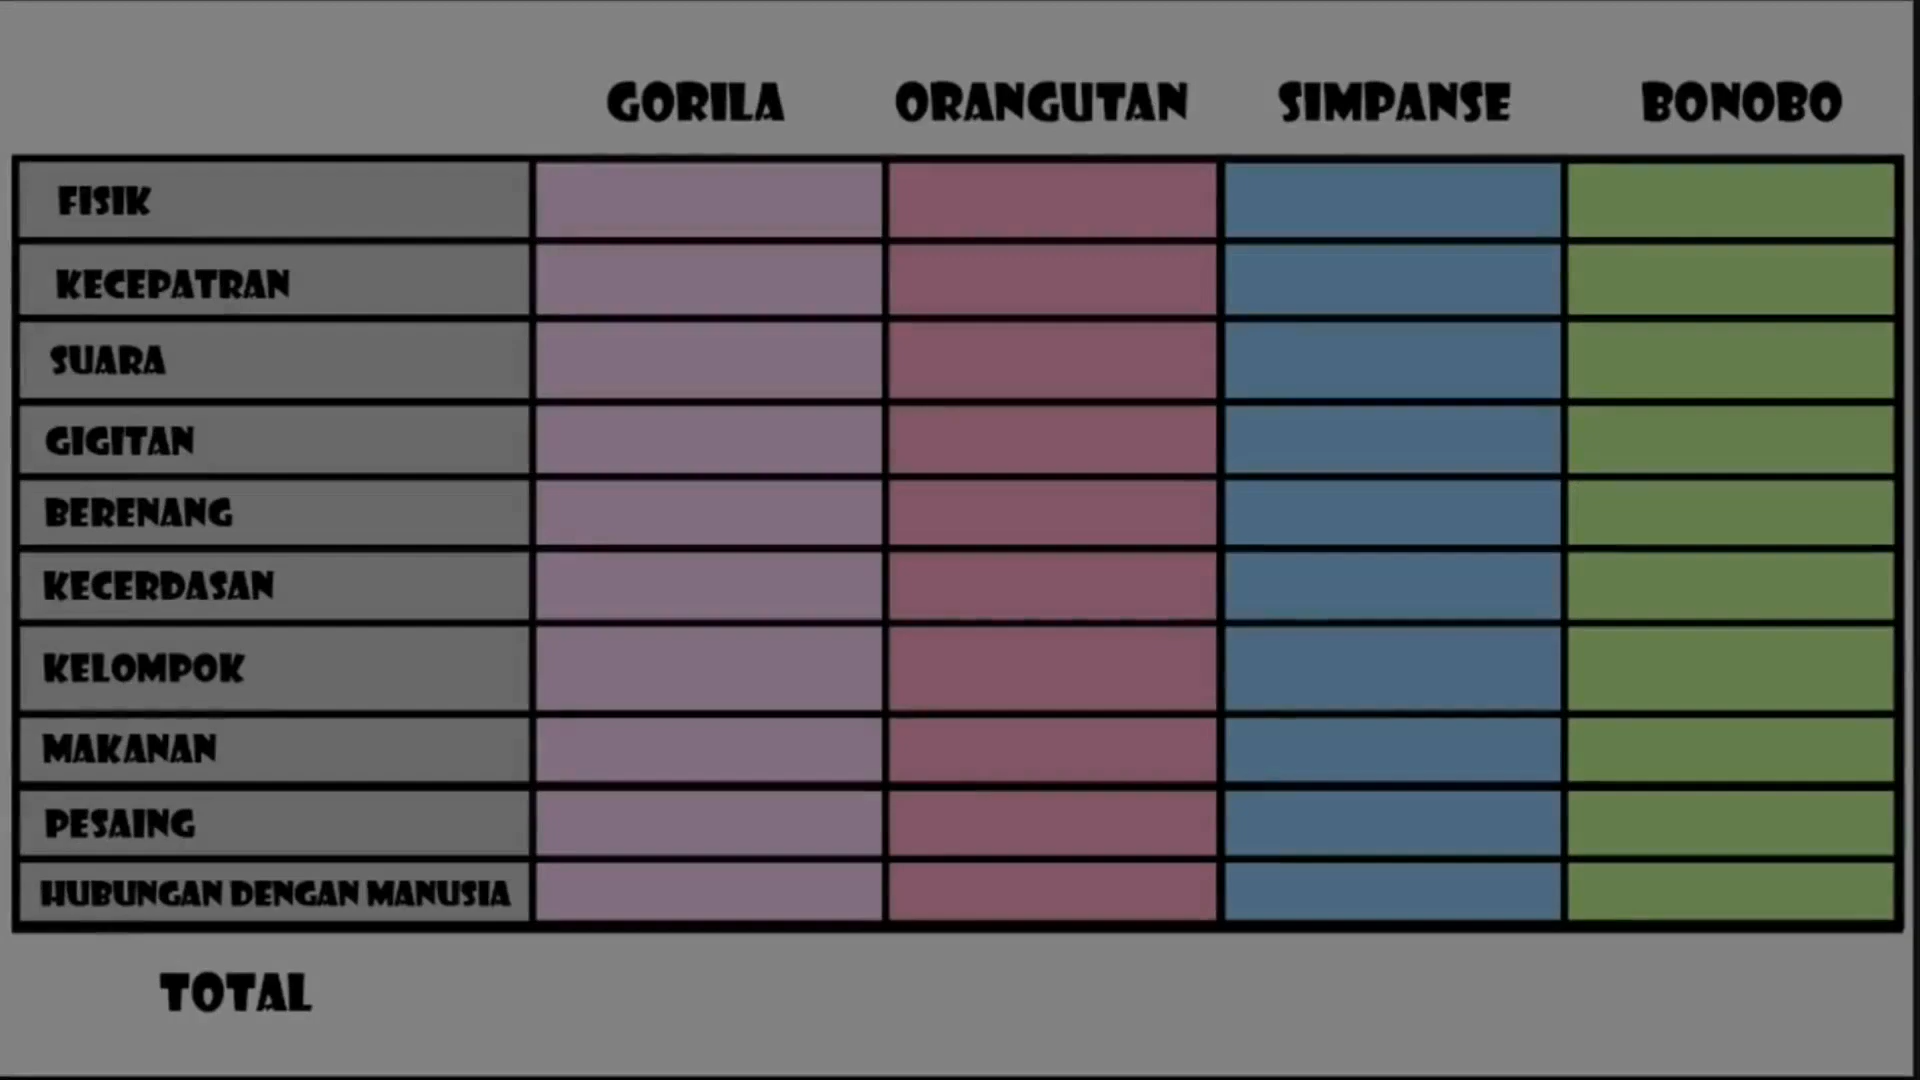 GORILA ORANGUTAN SIMPANSE BONOBO
FISIK
KECEPATRAN
SUARA
GIGITAN
BERENANG
KECERDASAN
KELOMPOK
MAKANAN
PESAING
HUBUNGAN DENGAN MANUSIA
TOTAL